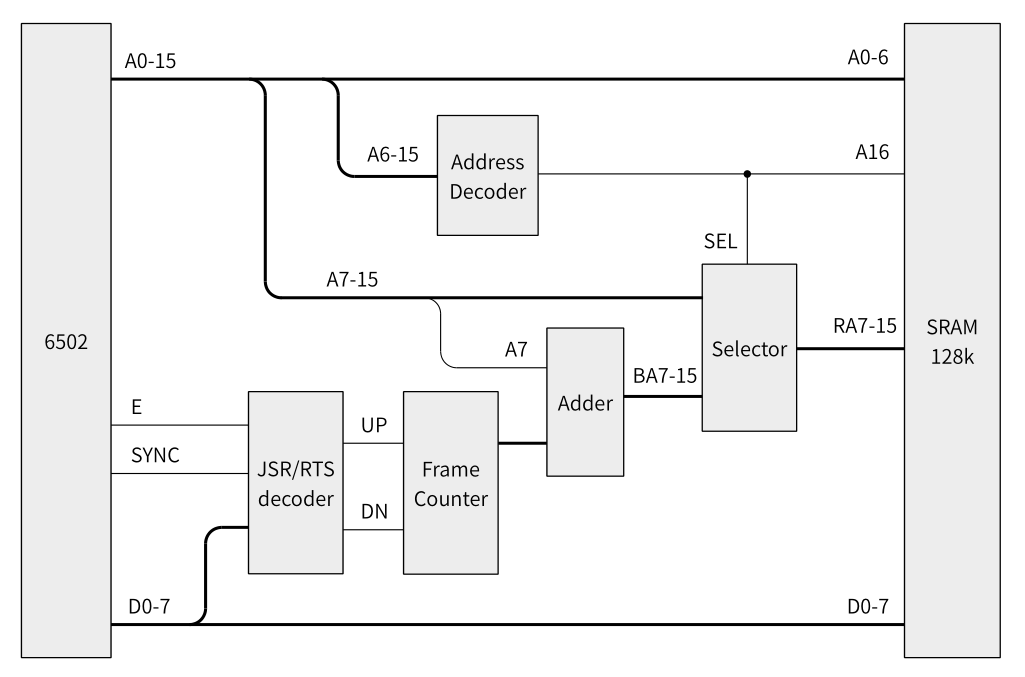 A0-15
A0-6
A6-15
Address
Decoder
A16
SEL
A7-15
6502
A7
Adder
BA7-15
Selector
RA7-15
SRAM
128k
E
SYNC
JSR/RTS
decoder
UP
DN
Frame
Counter
D0-7
D0-7